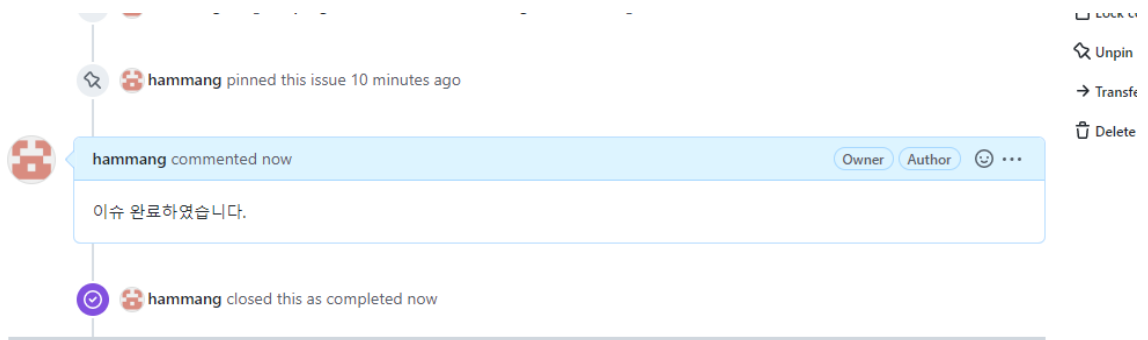 Unpin
hammang pinned this issue 10 minutes ago
hammang commented now
Owner
Author
Delete
이슈 완료하였습니다.
hammang closed this as completed now